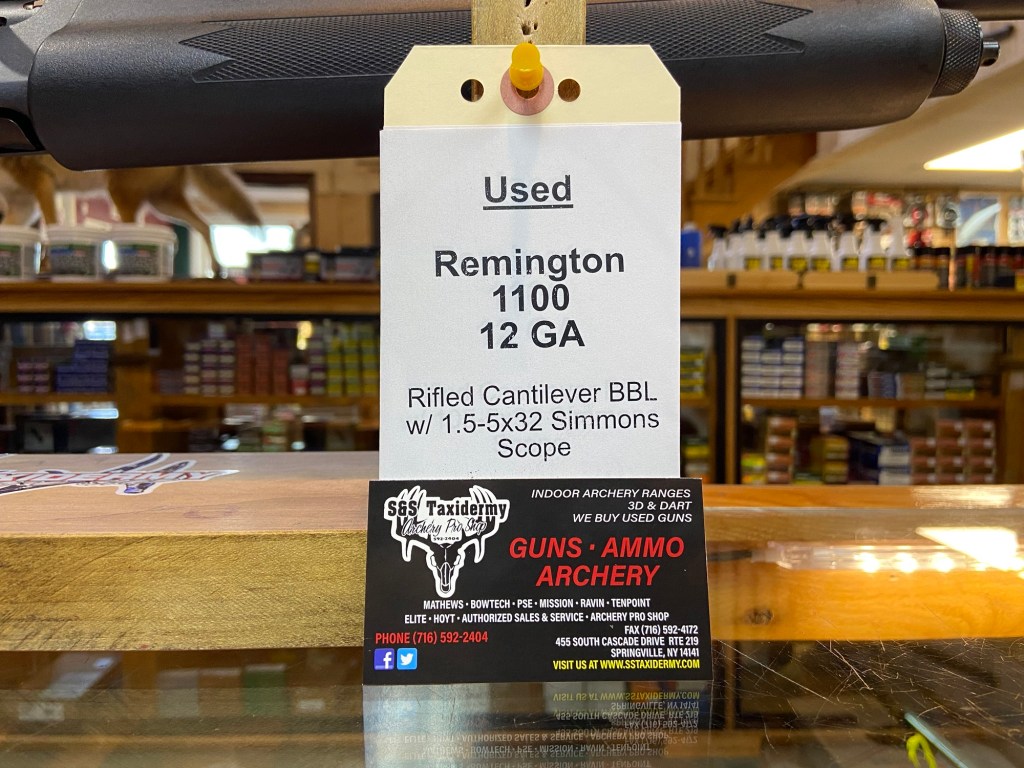 Used
Remington
1100
12 GA
Rifled Cantilever BBL
w/ 1.5-5x32 Simmons
Scope
S&S Taxidermy
Archery Pro Shop
592-2404
INDOOR ARCHERY RANGES
3D & DART
WE BUY USED GUNS
GUNS · AMMO
ARCHERY
MATHEWS · BOWTECH · PSE · MISSION · RAVIN · TENPOINT
ELITE · HOYT · AUTHORIZED SALES & SERVICE · ARCHERY PRO SHOP
PHONE (716) 592-2404
FAX (716) 592-4172
455 SOUTH CASCADE DRIVE RTE 219
SPRINGVILLE, NY 14141
VISIT US AT WWW.SSTAXIDERMY.COM